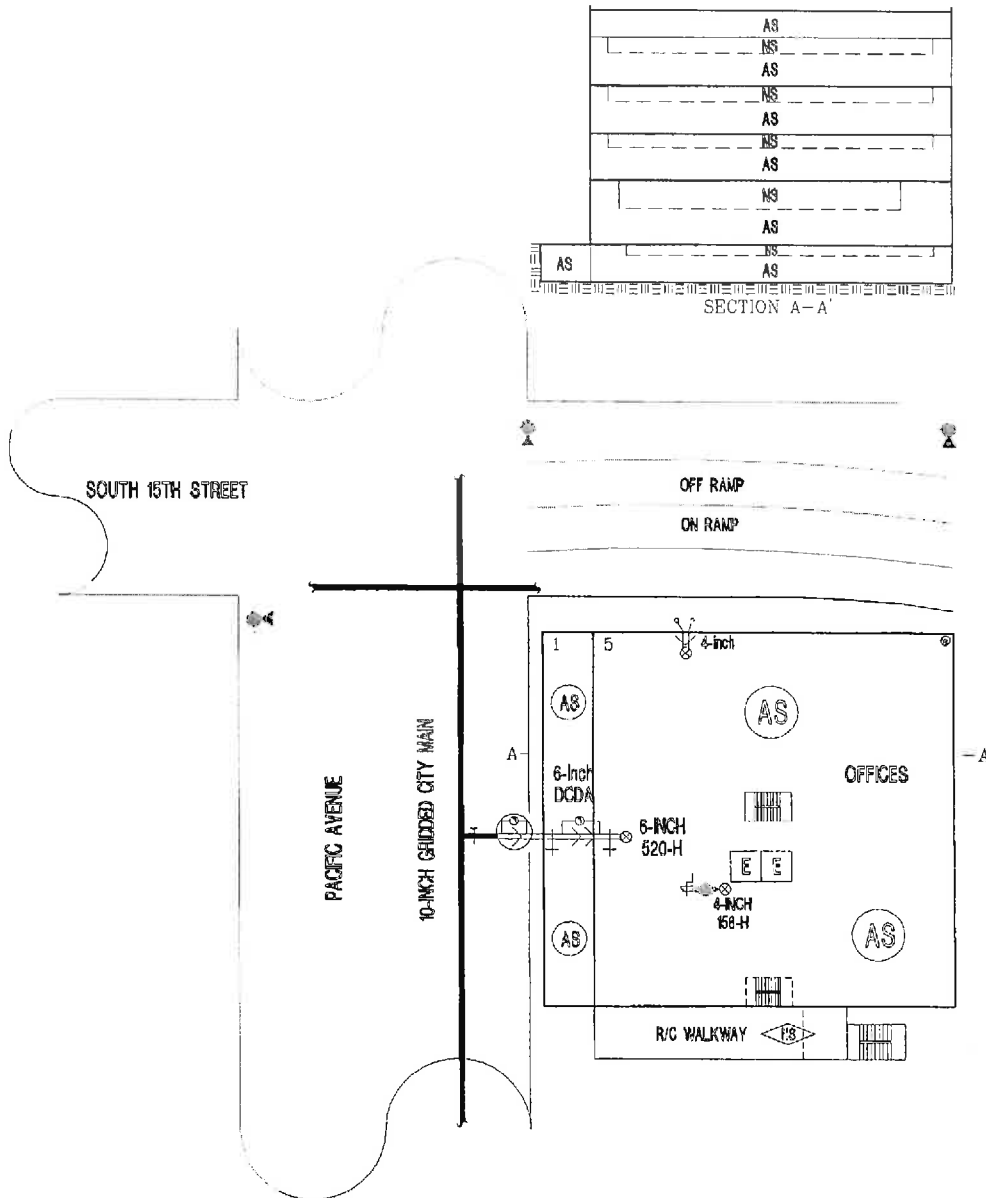 AS
NS
AS
NS
AS
NS
AS
NS
AS
NS
AS
AS
SECTION A-A'
SOUTH 15TH STREET
OFF RAMP
ON RAMP
1
5
4-inch
AS
AS
A
A
6-Inch
DCDA
OFFICES
PACIFIC AVENUE
10-INCH GRIDDED CITY MAIN
6-INCH
520-H
E
E
4-INCH
156-H
AS
AS
R/C WALKWAY
NS